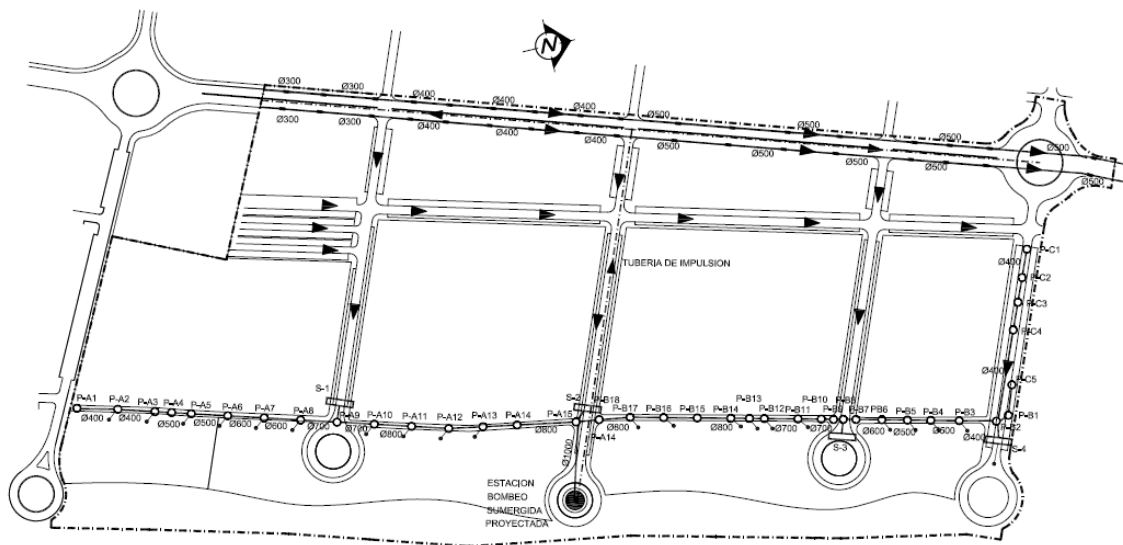 N
Ø300
Ø300
Ø400
Ø400
Ø400
Ø500
Ø500
Ø500
Ø500
Ø300
Ø300
Ø400
Ø400
Ø400
Ø500
Ø500
Ø500
Ø600
Ø600
TUBERIA DE IMPULSION
P-C1
Ø400
P-C2
P-C3
P-C4
Ø400
P-C5
S-1
S-2
P-A1
P-A2
P-A3
P-A4
P-A5
P-A6
P-A7
P-A8
P-A9
P-A10
P-A11
P-A12
P-A13
P-A14
P-A15
P-B18
P-B17
P-B16
P-B15
P-B14
P-B13
P-B12
P-B11
P-B10
P-B8
P-B7
PB6
P-B5
P-B4
P-B3
P-B1
Ø400
Ø400
Ø500
Ø500
Ø600
Ø600
Ø700
Ø700
Ø800
Ø800
P-A14
Ø800
Ø800
Ø700
Ø700
Ø600
Ø500
Ø400
S-3
S-4
Ø1000
ESTACION
BOMBEO
SUMERGIDA
PROYECTADA